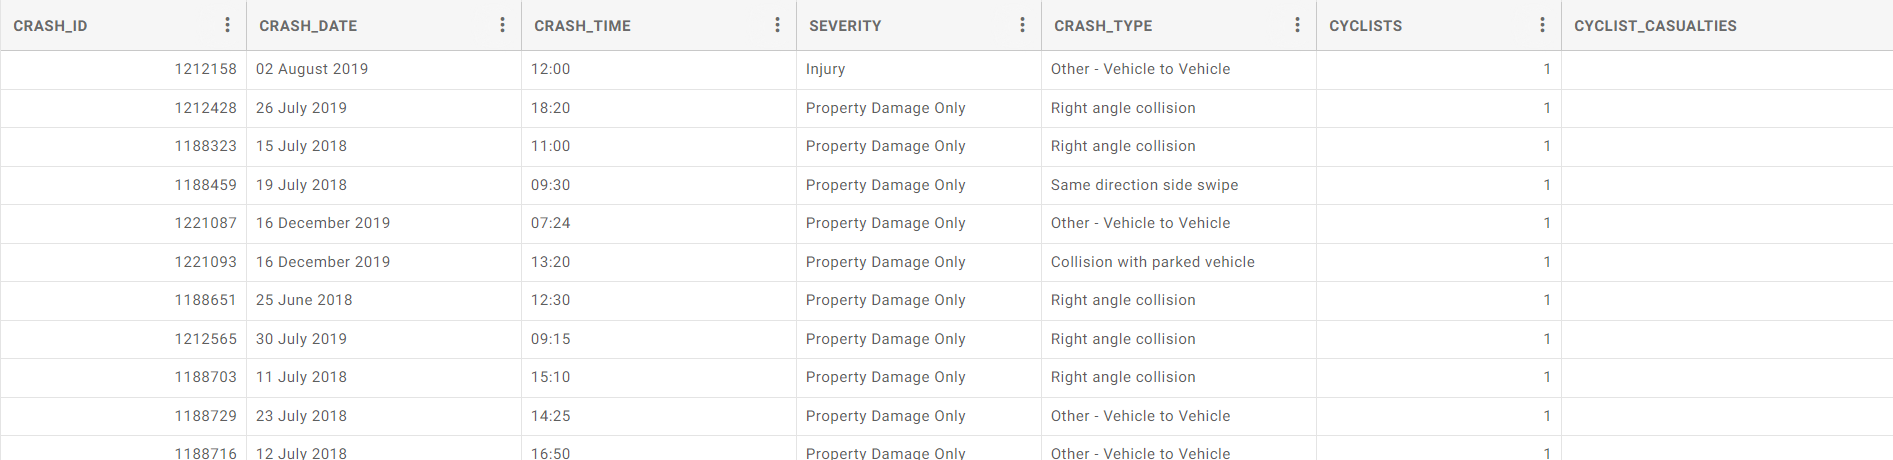 CRASH_ID CRASH_DATE CRASH_TIME SEVERITY CRASH_TYPE CYCLISTS CYCLIST_CASUALTIES
1212158 02 August 2019 12:00 Injury Other - Vehicle to Vehicle 1
1212428 26 July 2019 18:20 Property Damage Only Right angle collision 1
1188323 15 July 2018 11:00 Property Damage Only Right angle collision 1
1188459 19 July 2018 09:30 Property Damage Only Same direction side swipe 1
1221087 16 December 2019 07:24 Property Damage Only Other - Vehicle to Vehicle 1
1221093 16 December 2019 13:20 Property Damage Only Collision with parked vehicle 1
1188651 25 June 2018 12:30 Property Damage Only Right angle collision 1
1212565 30 July 2019 09:15 Property Damage Only Right angle collision 1
1188703 11 July 2018 15:10 Property Damage Only Right angle collision 1
1188729 23 July 2018 14:25 Property Damage Only Other - Vehicle to Vehicle 1
1188716 12 July 2018 16:50 Property Damage Only Other - Vehicle to Vehicle 1